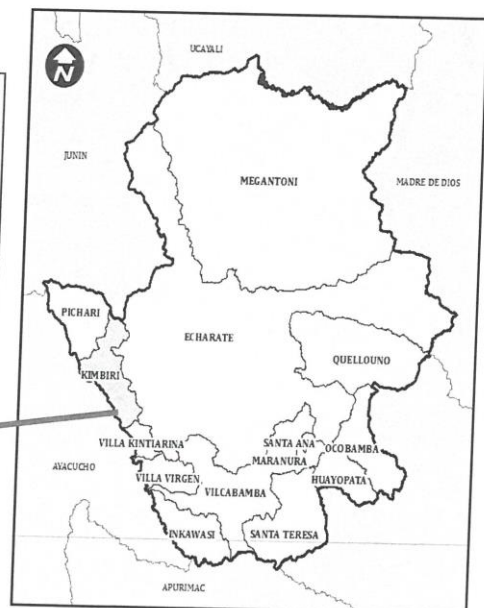 UCAYALI
N
JUNIN
MEGANTONI
MADRE DE DIOS
PICHARI
ECHARATE
QUELLOUNO
KIMBIRI
VILLA KINTIARINA
SANTA ANA
OCOBAMBA
MARANURA
AYACUCHO
VILLA VIRGEN
HUAYOPATA
VILCABAMBA
INKAWASI
SANTA TERESA
APURIMAC